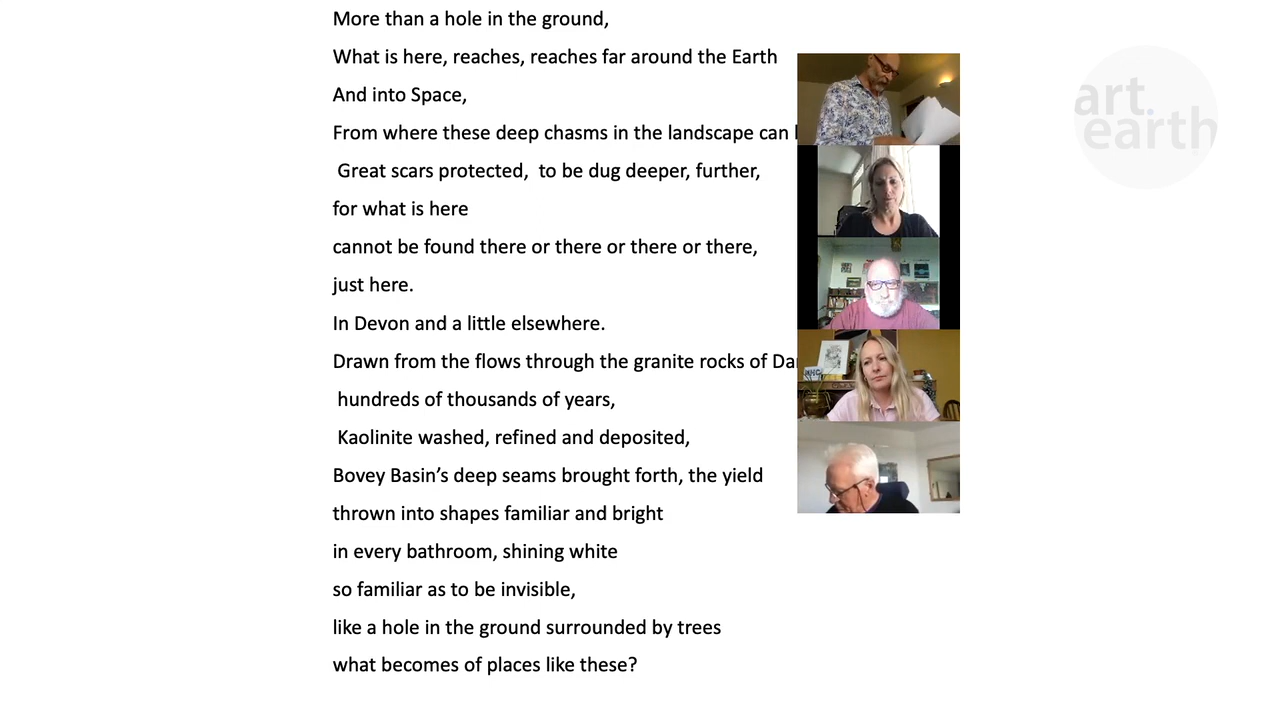 More than a hole in the ground,
What is here, reaches, reaches far around the Earth
And into Space,
From where these deep chasms in the landscape can
Great scars protected,  to be dug deeper, further,
for what is here
cannot be found there or there or there or there,
just here.
In Devon and a little elsewhere.
Drawn from the flows through the granite rocks of
hundreds of thousands of years,
Kaolinite washed, refined and deposited,
Bovey Basin’s deep seams brought forth, the yield
thrown into shapes familiar and bright
in every bathroom, shining white
so familiar as to be invisible,
like a hole in the ground surrounded by trees
what becomes of places like these?
art.
earth